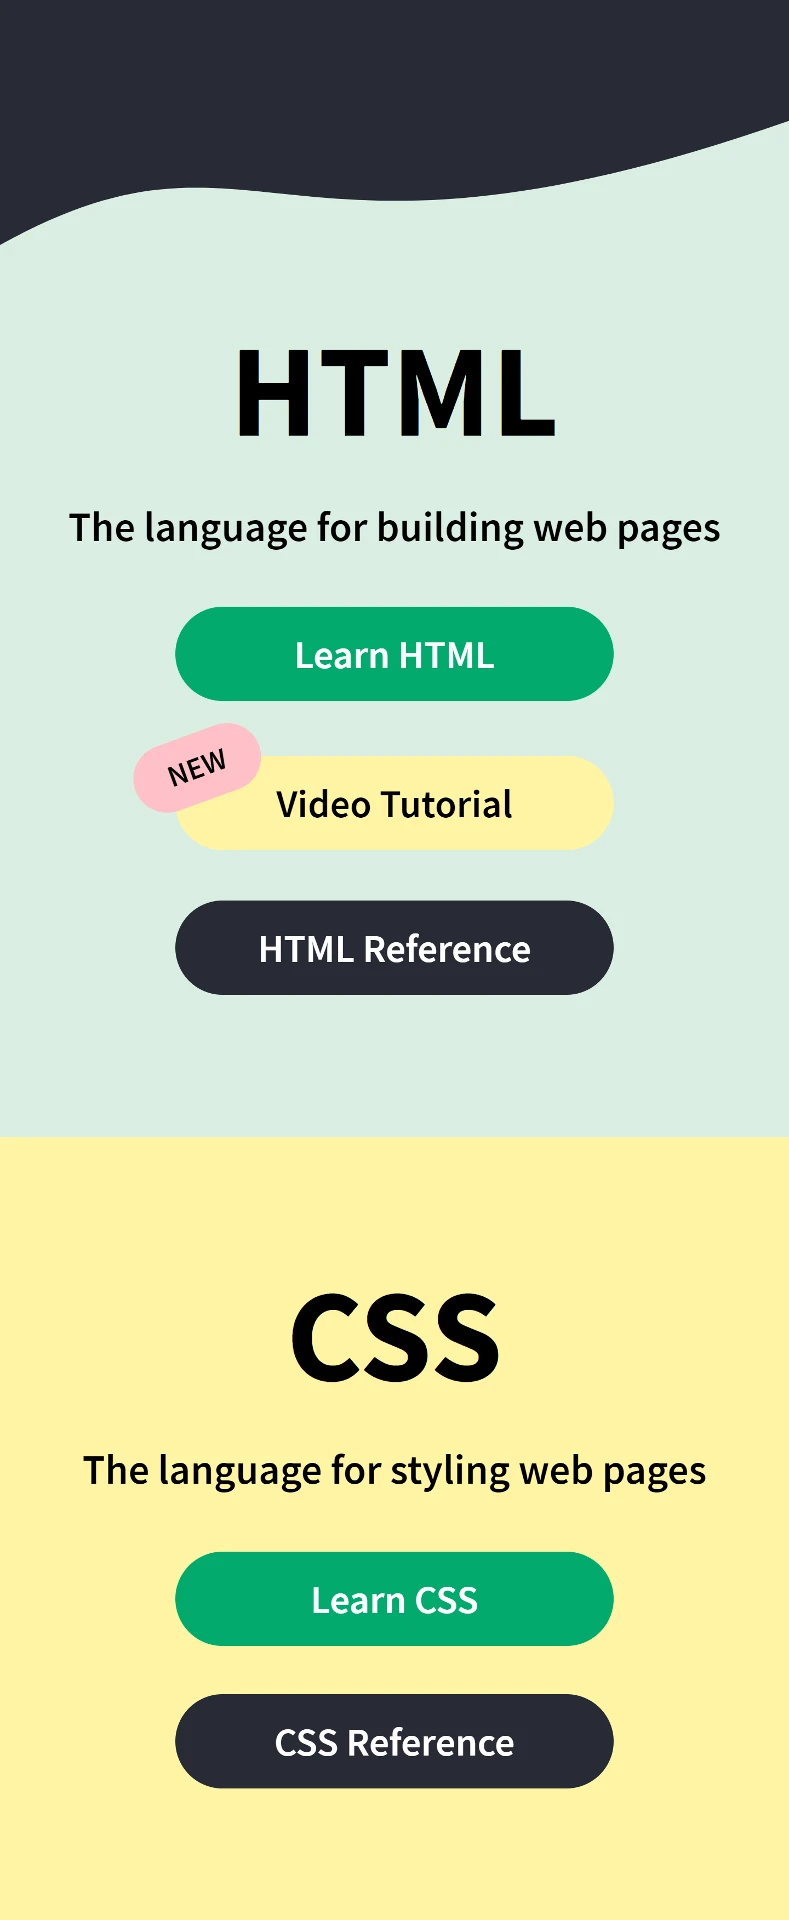 HTML
The language for building web pages
Learn HTML
NEW
Video Tutorial
HTML Reference
CSS
The language for styling web pages
Learn CSS
CSS Reference